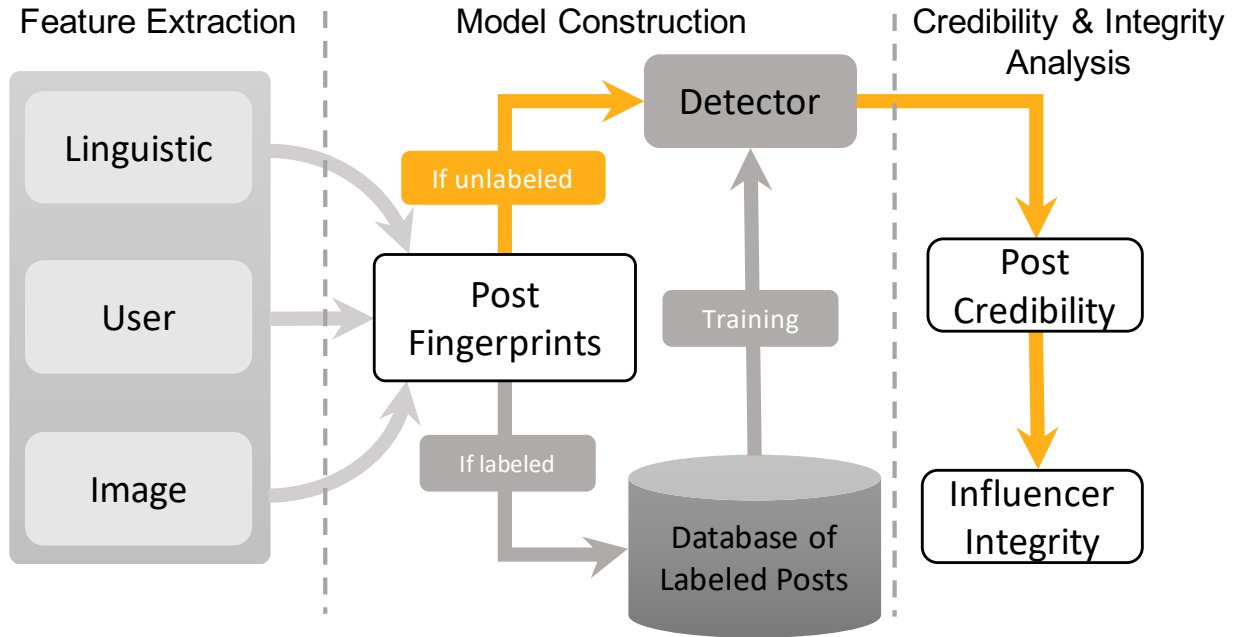 Feature Extraction
Model Construction
Credibility & Integrity
Analysis
Linguistic
User
Image
If unlabeled
Post
Fingerprints
If labeled
Detector
Training
Database of
Labeled Posts
Post
Credibility
Influencer
Integrity